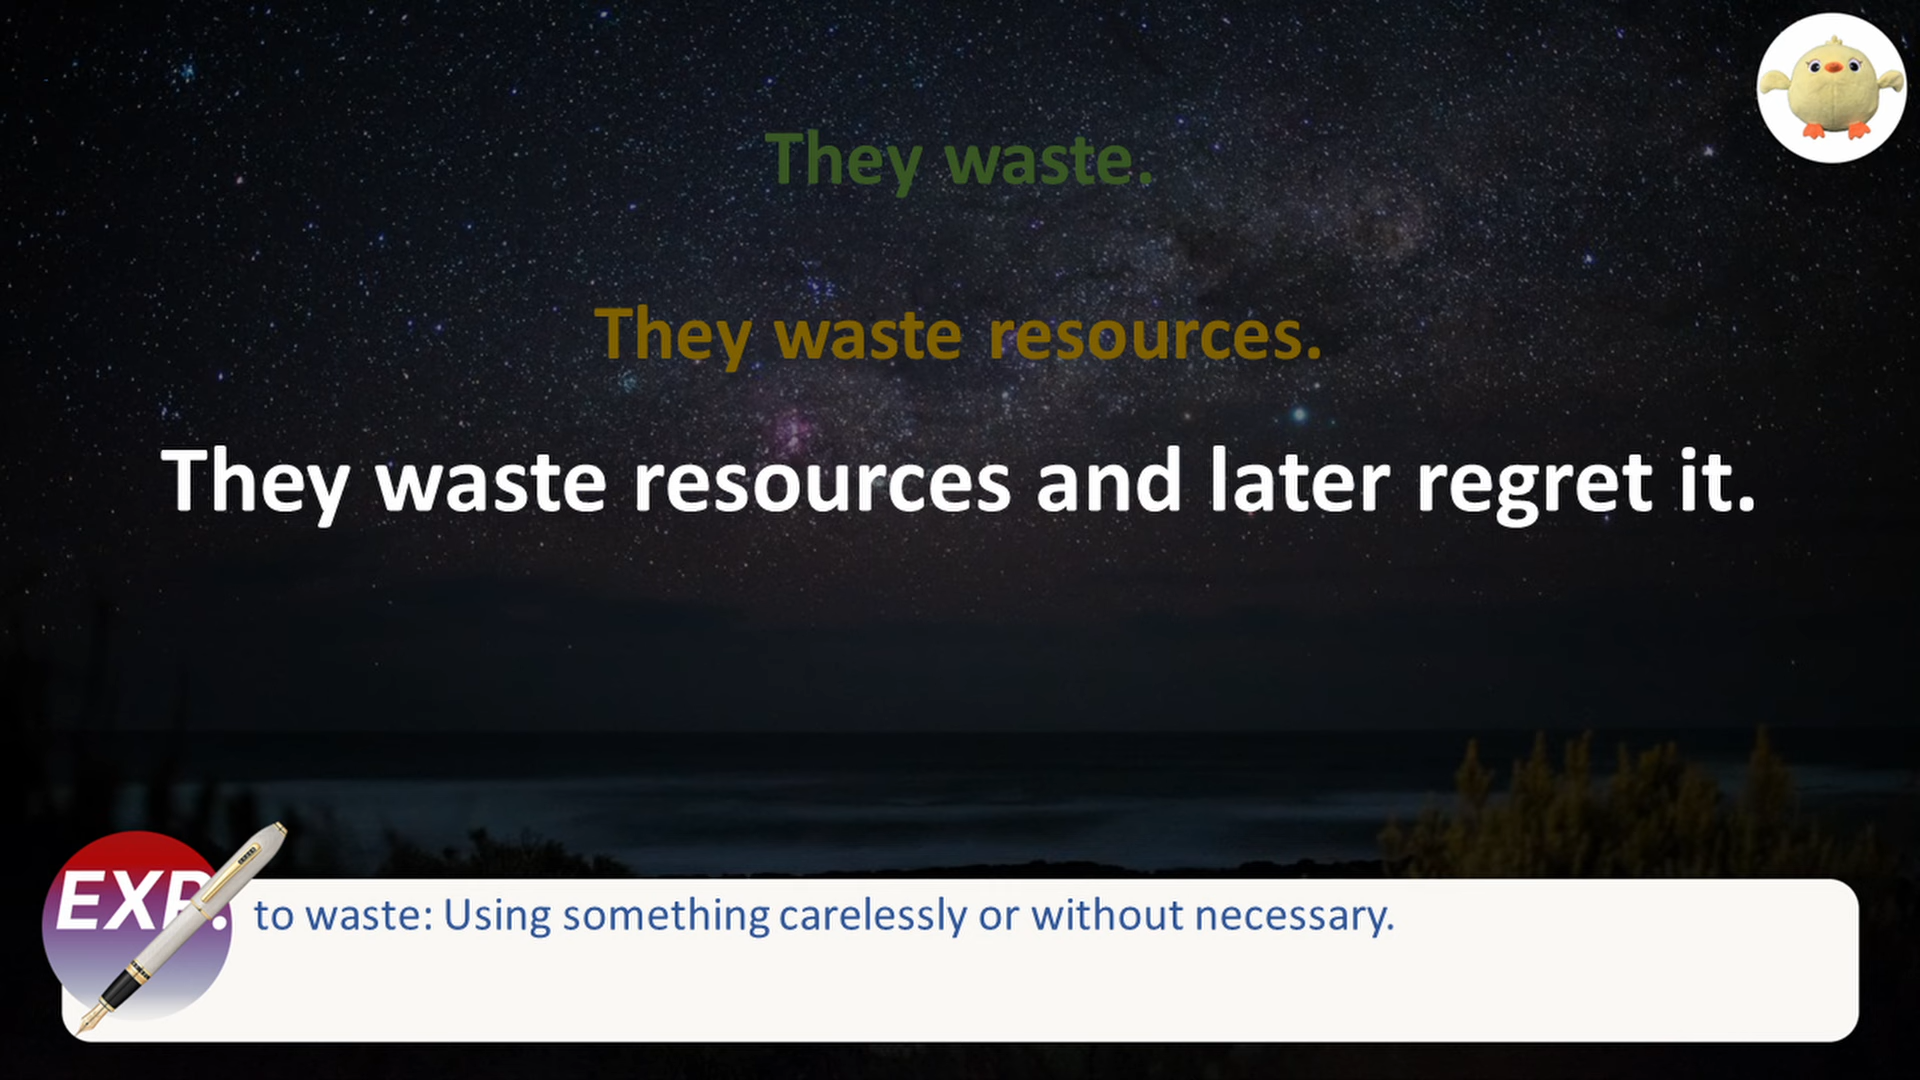 They waste.
They waste resources.
They waste resources and later regret it.
EXP.
to waste: Using something carelessly or without necessary.